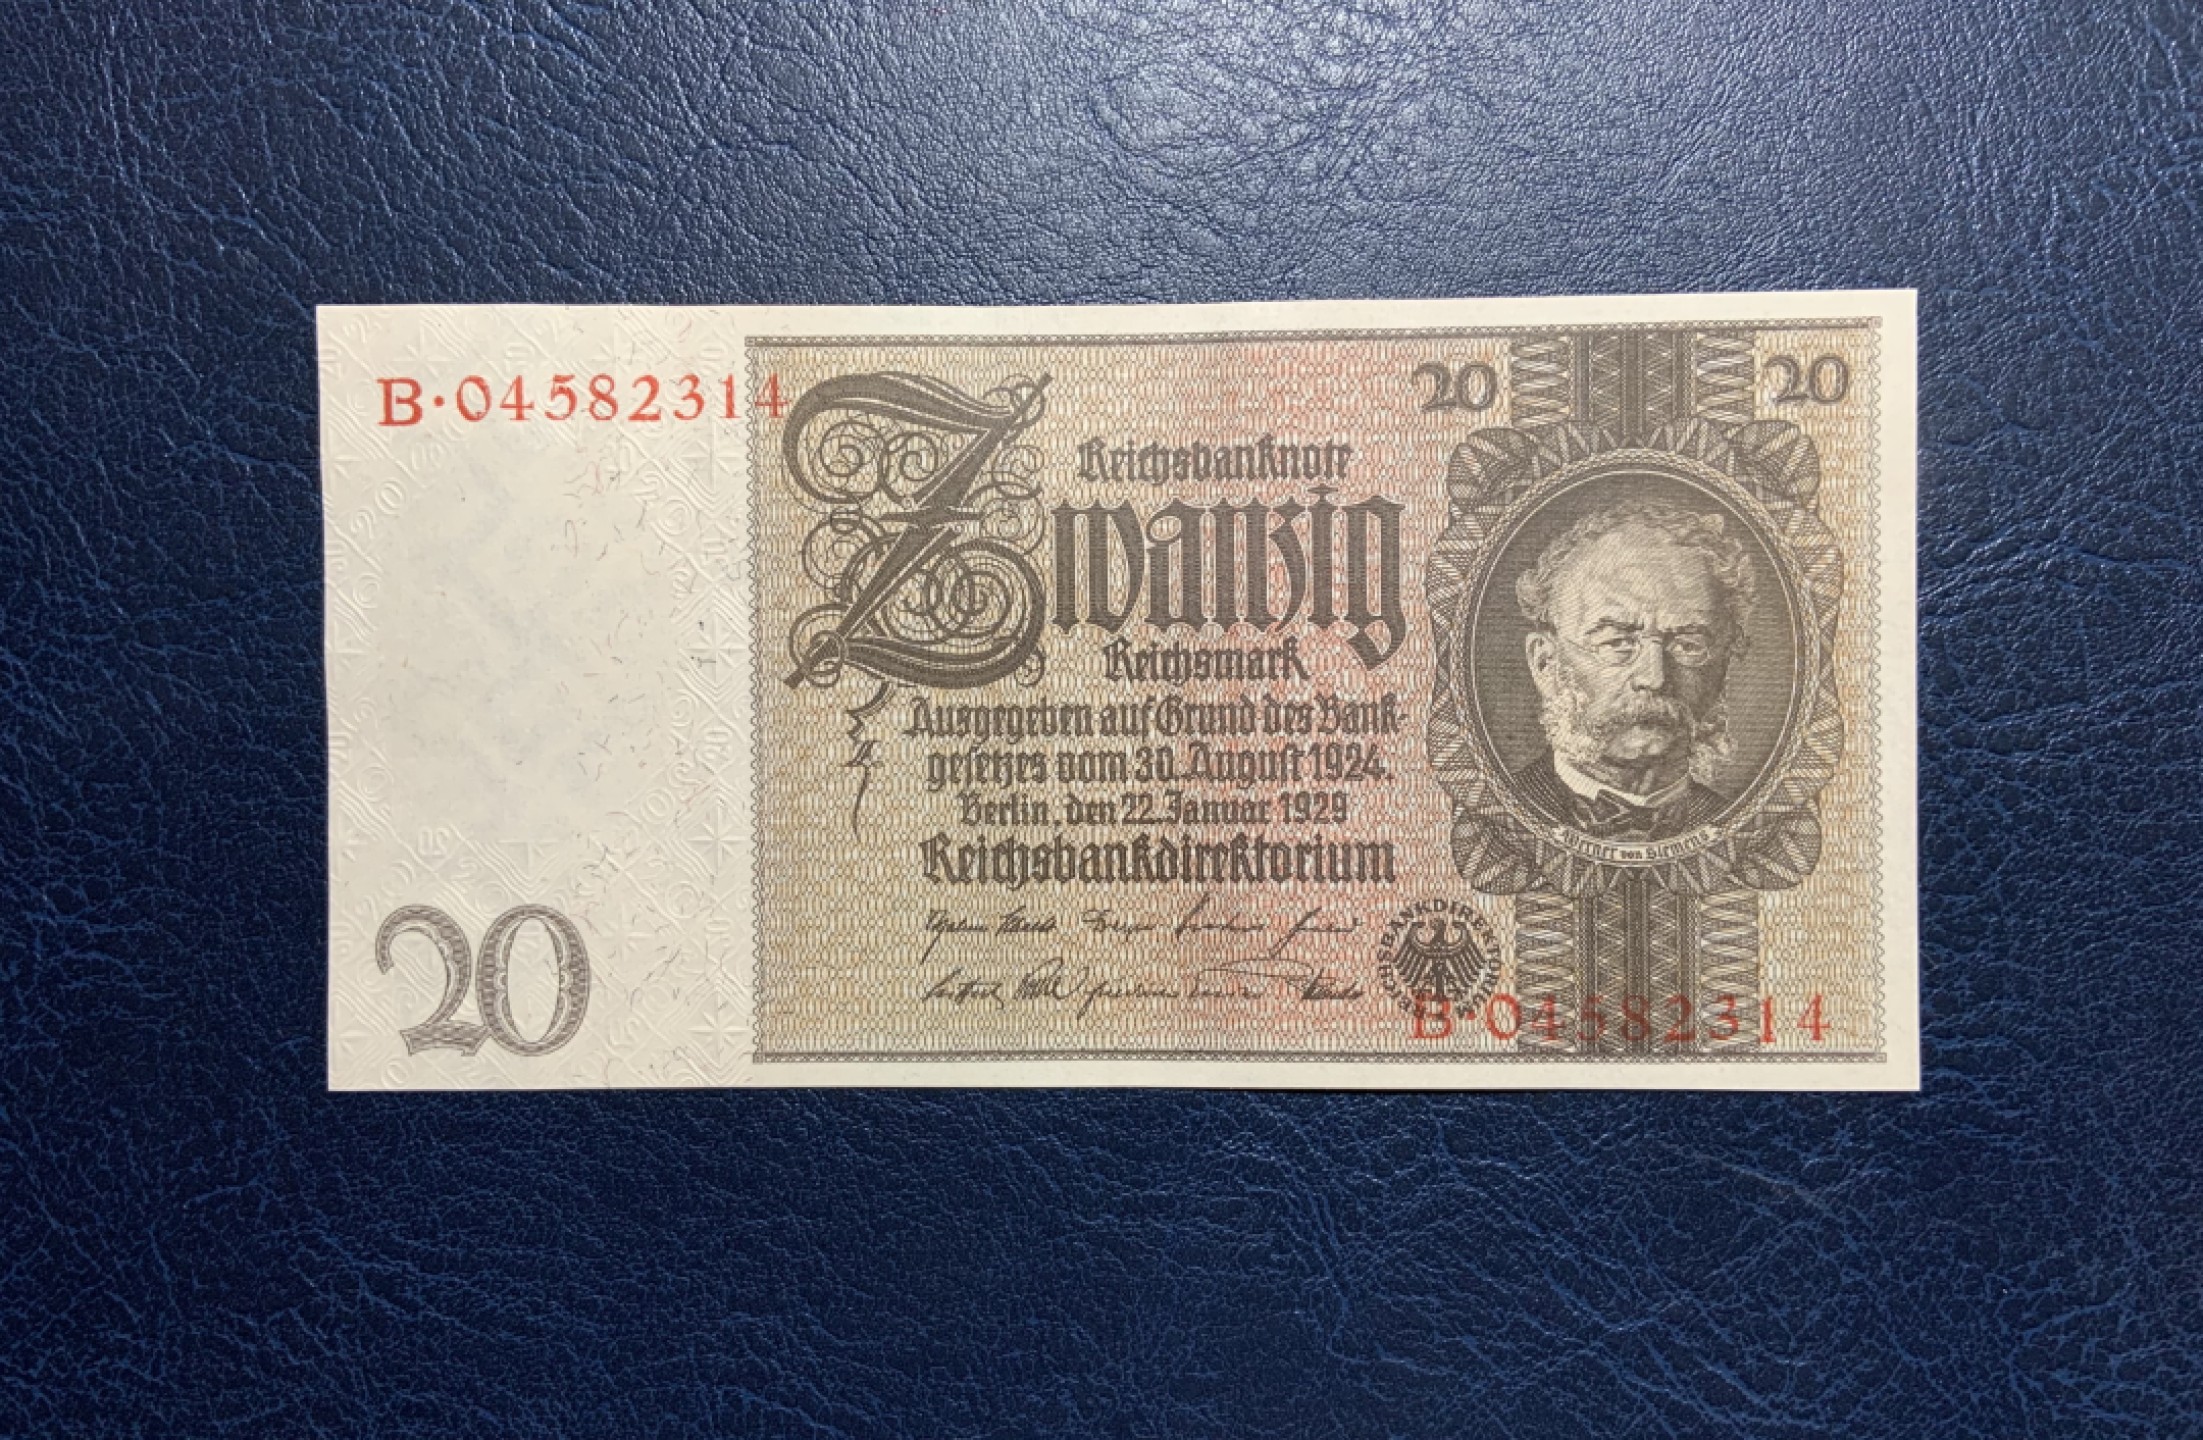 B·04582314
20
20
Reichsbanknote
Zwanzig
Reichsmark
Ausgegeben auf Grund des Bank-
gesetzes vom 30. August 1924.
Berlin, den 22. Januar 1929
Reichsbankdirektorium
Werner von Siemens
REICHSBANKDIREKTORIUM
20
B·04582314